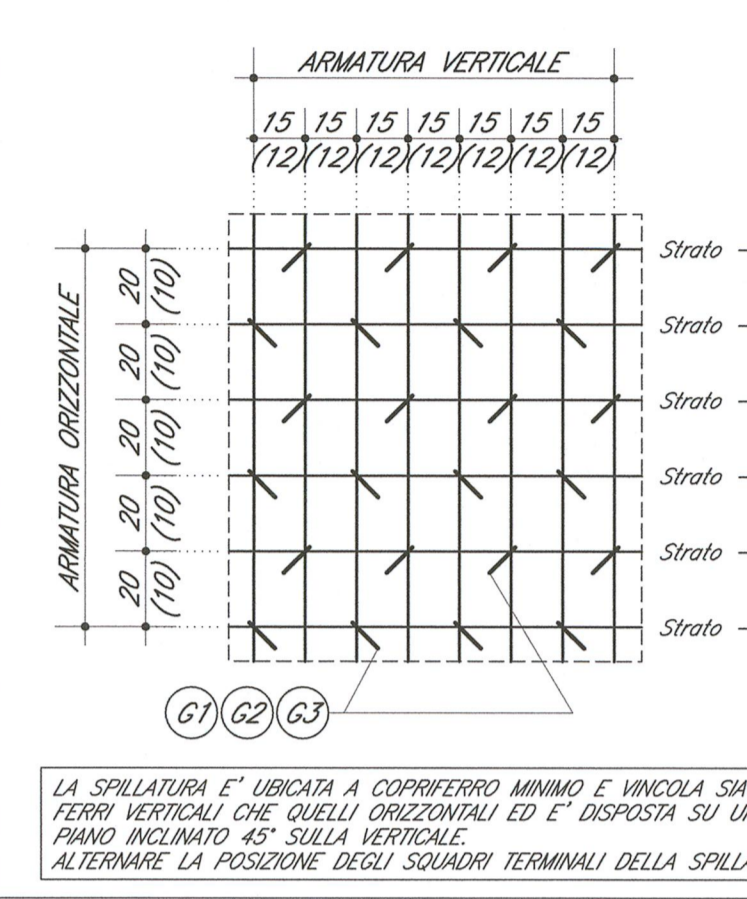 ARMATURA VERTICALE
15 15 15 15 15 15 15
(12) (12) (12) (12) (12) (12) (12)
ARMATURA ORIZZONTALE
20 (10)
20 (10)
20 (10)
20 (10)
20 (10)
Strato -
Strato -
Strato -
Strato -
Strato -
Strato -
G1 G2 G3
LA SPILLATURA E' UBICATA A COPRIFERRO MINIMO E VINCOLA SIA
FERRI VERTICALI CHE QUELLI ORIZZONTALI ED E' DISPOSTA SU UN
PIANO INCLINATO 45° SULLA VERTICALE.
ALTERNARE LA POSIZIONE DEGLI SQUADRI TERMINALI DELLA SPILLA